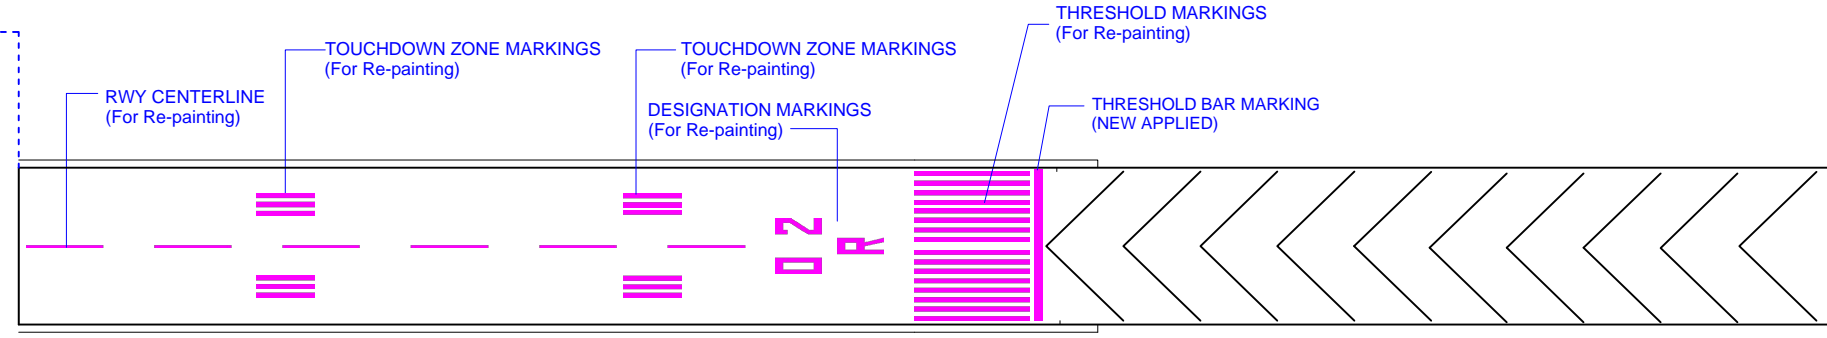 THRESHOLD MARKINGS
(For Re-painting)
TOUCHDOWN ZONE MARKINGS
(For Re-painting)
TOUCHDOWN ZONE MARKINGS
(For Re-painting)
RWY CENTERLINE
(For Re-painting)
DESIGNATION MARKINGS
(For Re-painting)
THRESHOLD BAR MARKING
(NEW APPLIED)
02
R